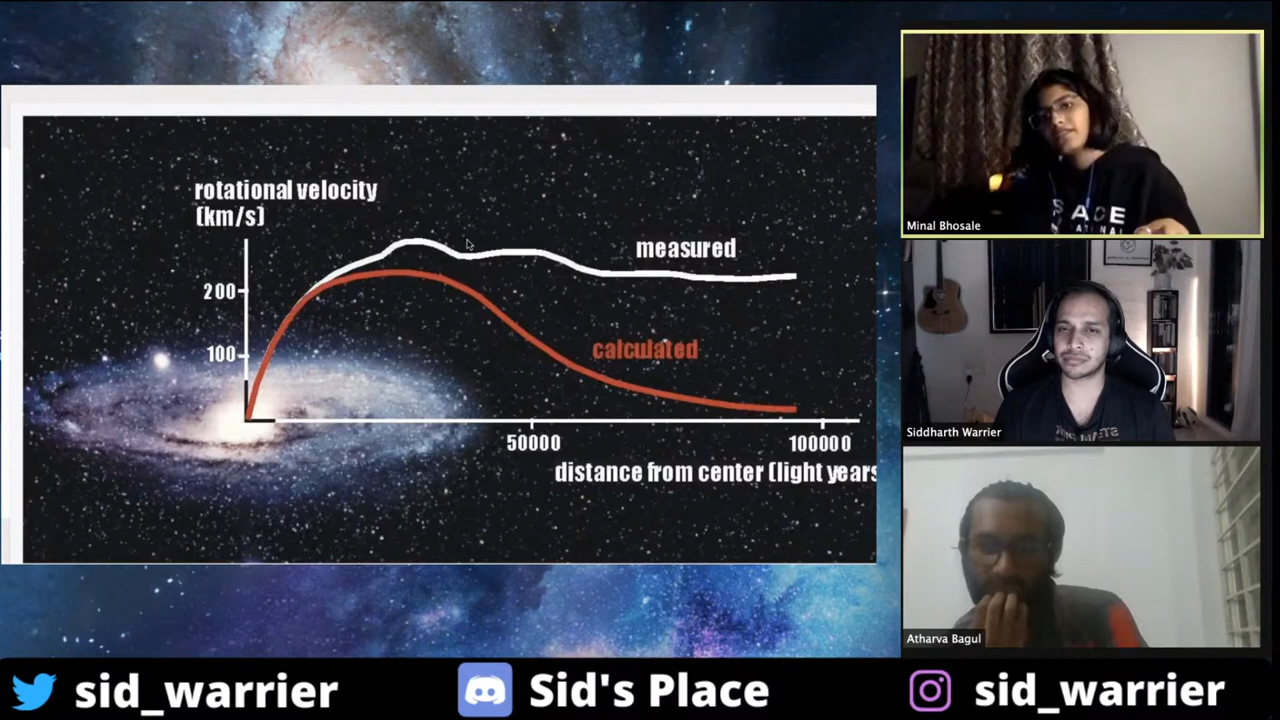 rotational velocity
(km/s)
measured
200
100
calculated
50000
100000
distance from center (light years
Minal Bhosale
Siddharth Warrier
Atharva Bagul
sid_warrier
Sid's Place
sid_warrier